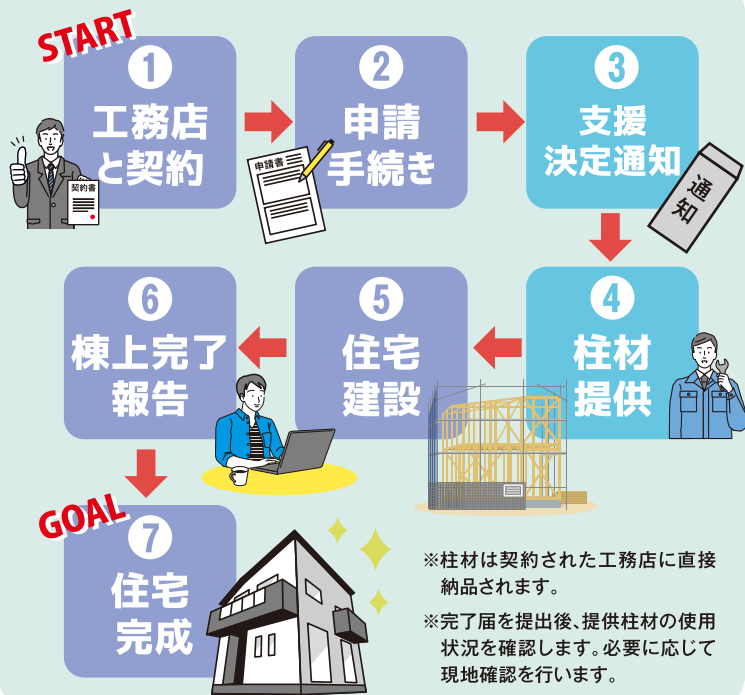 START
1
工務店
と契約
契約書
2
申請
手続き
申請書
3
支援
決定通知
通知
4
柱材
提供
5
住宅
建設
6
棟上完了
報告
GOAL
7
住宅
完成
※柱材は契約された工務店に直接
納品されます。
※完了届を提出後、提供柱材の使用
状況を確認します。必要に応じて
現地確認を行います。